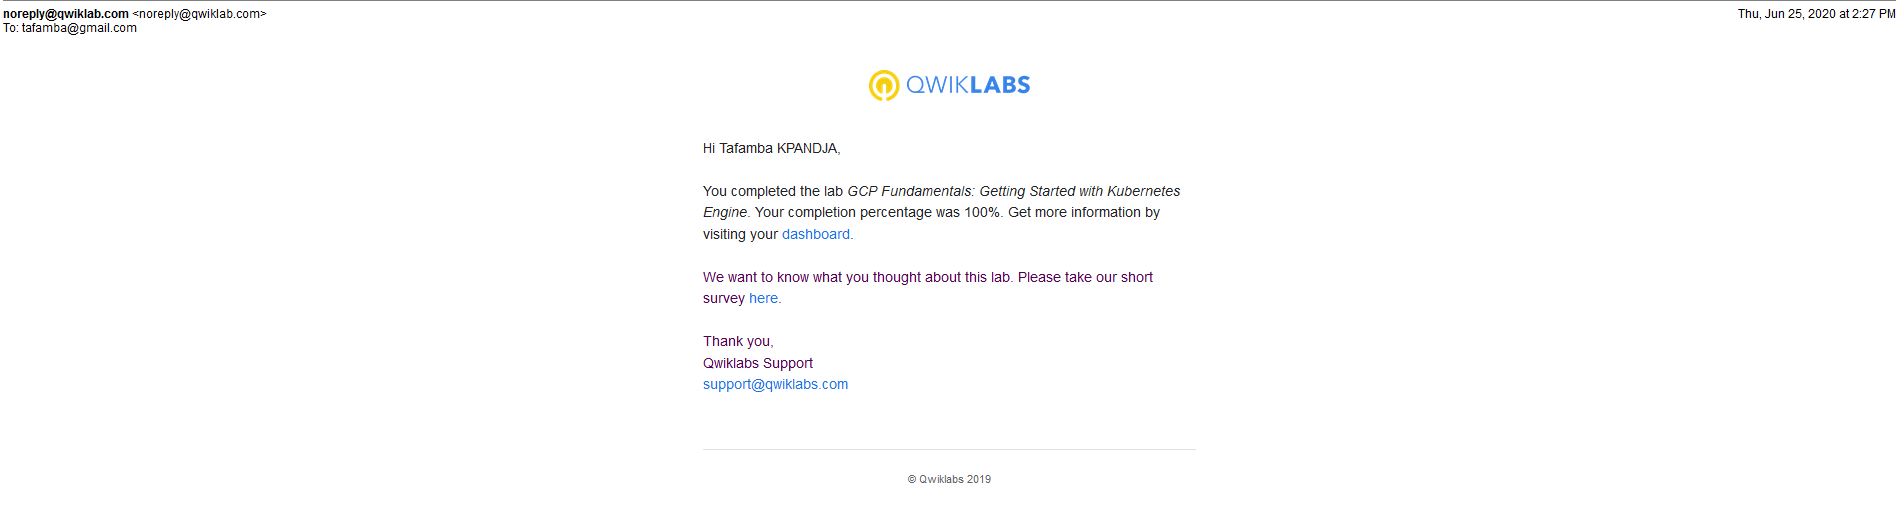 noreply@qwiklab.com <noreply@qwiklab.com>
Thu, Jun 25, 2020 at 2:27 PM
To: tafamba@gmail.com
QWIKLABS
Hi Tafamba KPANDJA,
You completed the lab GCP Fundamentals: Getting Started with Kubernetes
Engine. Your completion percentage was 100%. Get more information by
visiting your dashboard.
We want to know what you thought about this lab. Please take our short
survey here.
Thank you,
Qwiklabs Support
support@qwiklabs.com
© Qwiklabs 2019